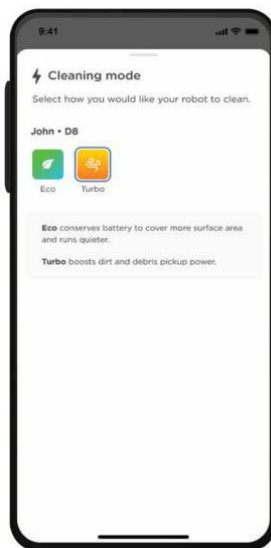 9:41
Cleaning mode
Select how you would like your robot to clean.
John • D8
Eco Turbo
Eco conserves battery to cover more surface area
and runs quieter.
Turbo boosts dirt and debris pickup power.